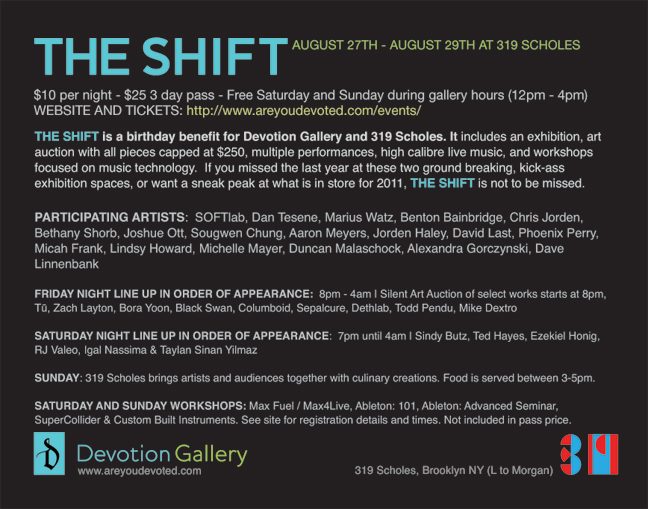 THE SHIFT AUGUST 27TH - AUGUST 29TH AT 319 SCHOLES
$10 per night - $25 3 day pass - Free Saturday and Sunday during gallery hours (12pm - 4pm)
WEBSITE AND TICKETS: http://www.areyoudevoted.com/events/
THE SHIFT is a birthday benefit for Devotion Gallery and 319 Scholes. It includes an exhibition, art
auction with all pieces capped at $250, multiple performances, high calibre live music, and workshops
focused on music technology. If you missed the last year at these two ground breaking, kick-ass
exhibition spaces, or want a sneak peak at what is in store for 2011, THE SHIFT is not to be missed.
PARTICIPATING ARTISTS: SOFTlab, Dan Tesene, Marius Watz, Benton Bainbridge, Chris Jorden,
Bethany Shorb, Joshue Ott, Sougwen Chung, Aaron Meyers, Jorden Haley, David Last, Phoenix Perry,
Micah Frank, Lindsy Howard, Michelle Mayer, Duncan Malaschock, Alexandra Gorczynski, Dave
Linnenbank
FRIDAY NIGHT LINE UP IN ORDER OF APPEARANCE: 8pm - 4am | Silent Art Auction of select works starts at 8pm,
Tü, Zach Layton, Bora Yoon, Black Swan, Columboid, Sepalcure, Dethlab, Todd Pendu, Mike Dextro
SATURDAY NIGHT LINE UP IN ORDER OF APPEARANCE: 7pm until 4am | Sindy Butz, Ted Hayes, Ezekiel Honig,
RJ Valeo, Igal Nassima & Taylan Sinan Yilmaz
SUNDAY: 319 Scholes brings artists and audiences together with culinary creations. Food is served between 3-5pm.
SATURDAY AND SUNDAY WORKSHOPS: Max Fuel / Max4Live, Ableton: 101, Ableton: Advanced Seminar,
SuperCollider & Custom Built Instruments. See site for registration details and times. Not included in pass price.
Devotion Gallery
www.areyoudevoted.com
319 Scholes, Brooklyn NY (L to Morgan)
319